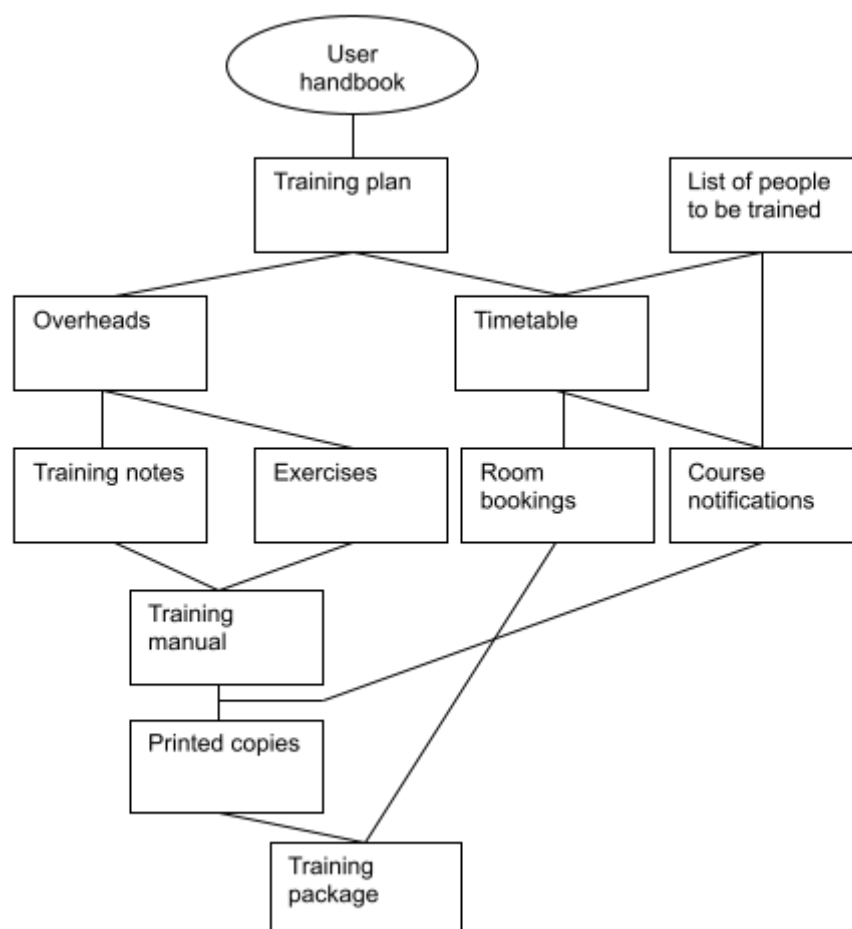 User
handbook
Training plan
List of people
to be trained
Overheads
Timetable
Training notes
Exercises
Room
bookings
Course
notifications
Training
manual
Printed copies
Training
package